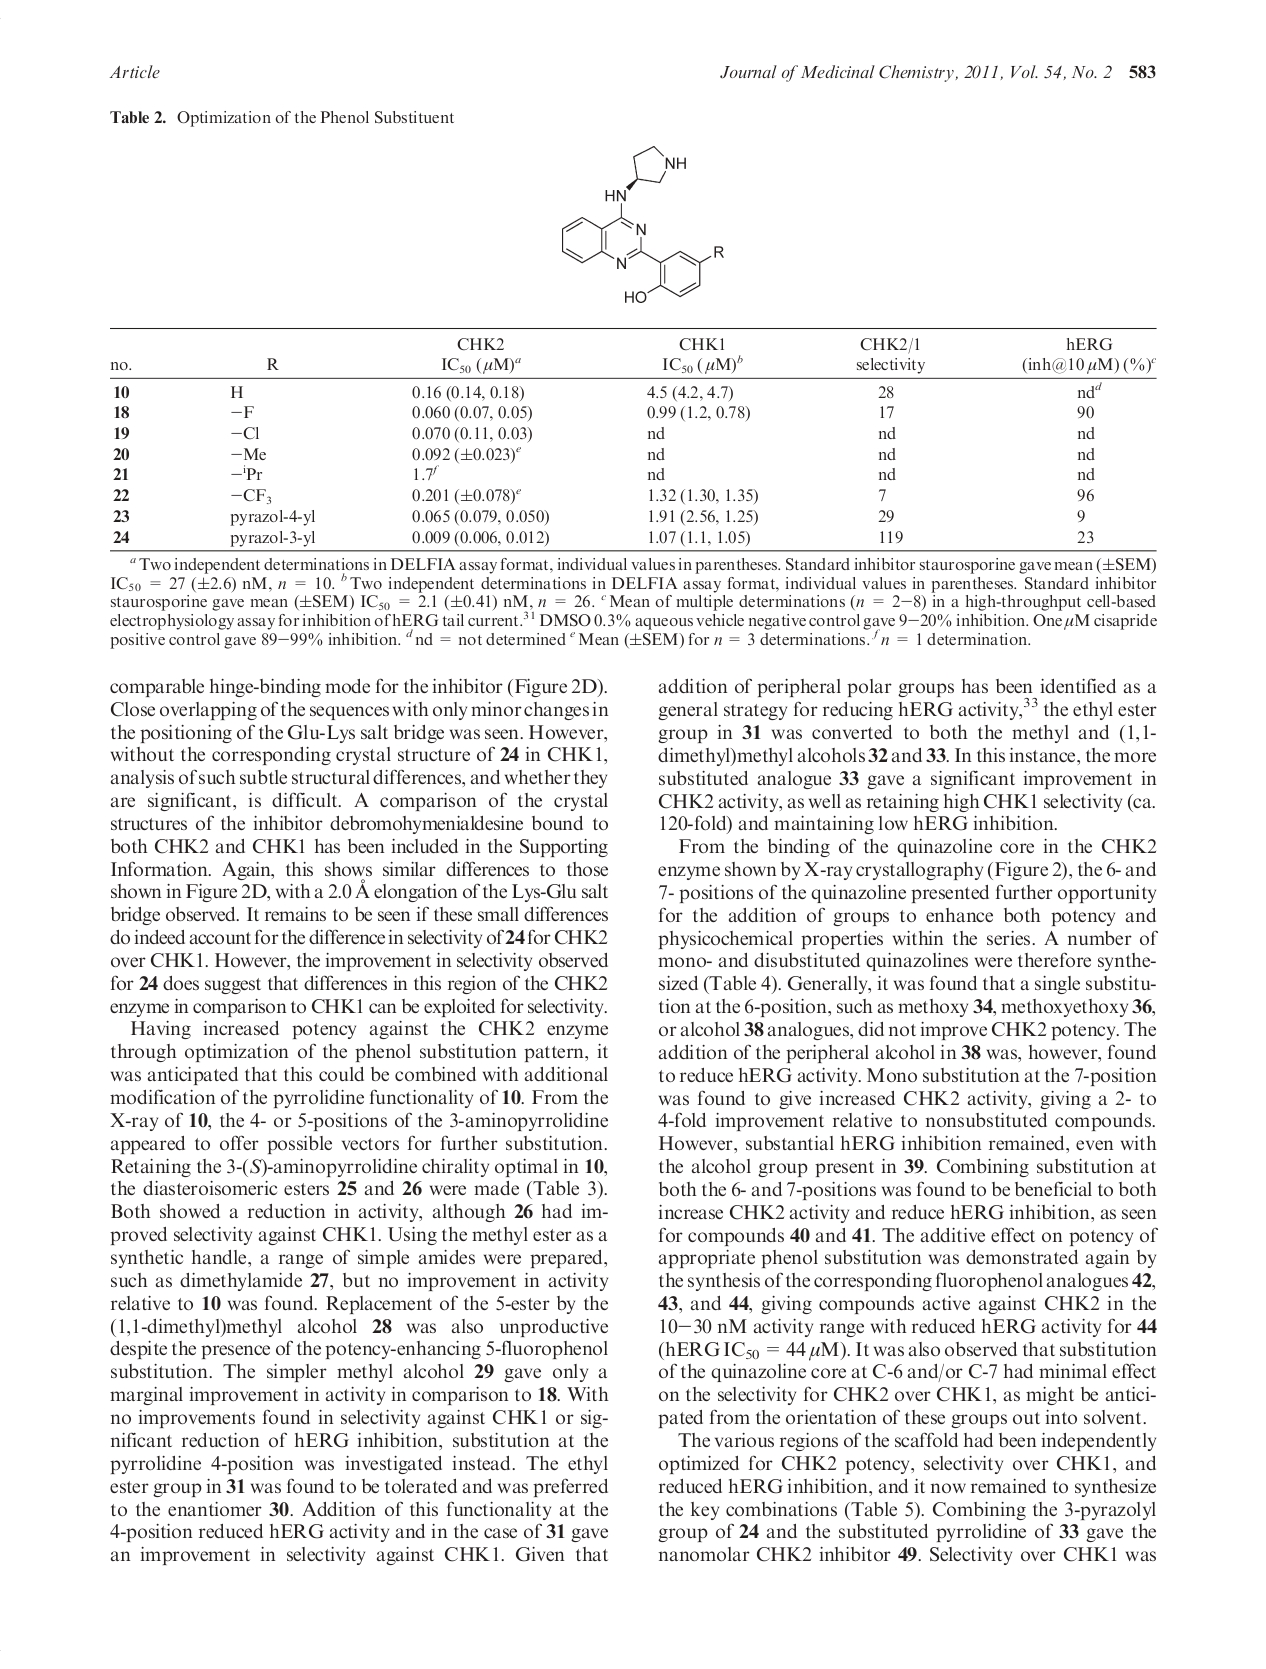 Article
Journal of Medicinal Chemistry, 2011, Vol. 54, No. 2 583
Table 2. Optimization of the Phenol Substituent
NH
HN
N
N
R
HO
no. R CHK2 IC50 (μM)a CHK1 IC50 (μM)b CHK2/1 selectivity hERG (inh@10 μM) (%)c
10 H 0.16 (0.14, 0.18) 4.5 (4.2, 4.7) 28 ndd
18 −F 0.060 (0.07, 0.05) 0.99 (1.2, 0.78) 17 90
19 −Cl 0.070 (0.11, 0.03) nd nd nd
20 −Me 0.092 (±0.023)e nd nd nd
21 −iPr 1.7f nd nd nd
22 −CF3 0.201 (±0.078)e 1.32 (1.30, 1.35) 7 96
23 pyrazol-4-yl 0.065 (0.079, 0.050) 1.91 (2.56, 1.25) 29 9
24 pyrazol-3-yl 0.009 (0.006, 0.012) 1.07 (1.1, 1.05) 119 23
a Two independent determinations in DELFIA assay format, individual values in parentheses. Standard inhibitor staurosporine gave mean (±SEM)
IC50 = 27 (±2.6) nM, n = 10. b Two independent determinations in DELFIA assay format, individual values in parentheses. Standard inhibitor
staurosporine gave mean (±SEM) IC50 = 2.1 (±0.41) nM, n = 26. c Mean of multiple determinations (n = 2−8) in a high-throughput cell-based
electrophysiology assay for inhibition of hERG tail current.31 DMSO 0.3% aqueous vehicle negative control gave 9−20% inhibition. One μM cisapride
positive control gave 89−99% inhibition. d nd = not determined e Mean (±SEM) for n = 3 determinations. f n = 1 determination.
comparable hinge-binding mode for the inhibitor (Figure 2D).
Close overlapping of the sequences with only minor changes in
the positioning of the Glu-Lys salt bridge was seen. However,
without the corresponding crystal structure of 24 in CHK1,
analysis of such subtle structural differences, and whether they
are significant, is difficult. A comparison of the crystal
structures of the inhibitor debromohymenialdesine bound to
both CHK2 and CHK1 has been included in the Supporting
Information. Again, this shows similar differences to those
shown in Figure 2D, with a 2.0 Å elongation of the Lys-Glu salt
bridge observed. It remains to be seen if these small differences
do indeed account for the difference in selectivity of 24 for CHK2
over CHK1. However, the improvement in selectivity observed
for 24 does suggest that differences in this region of the CHK2
enzyme in comparison to CHK1 can be exploited for selectivity.
Having increased potency against the CHK2 enzyme
through optimization of the phenol substitution pattern, it
was anticipated that this could be combined with additional
modification of the pyrrolidine functionality of 10. From the
X-ray of 10, the 4- or 5-positions of the 3-aminopyrrolidine
appeared to offer possible vectors for further substitution.
Retaining the 3-(S)-aminopyrrolidine chirality optimal in 10,
the diasteroisomeric esters 25 and 26 were made (Table 3).
Both showed a reduction in activity, although 26 had im-
proved selectivity against CHK1. Using the methyl ester as a
synthetic handle, a range of simple amides were prepared,
such as dimethylamide 27, but no improvement in activity
relative to 10 was found. Replacement of the 5-ester by the
(1,1-dimethyl)methyl alcohol 28 was also unproductive
despite the presence of the potency-enhancing 5-fluorophenol
substitution. The simpler methyl alcohol 29 gave only a
marginal improvement in activity in comparison to 18. With
no improvements found in selectivity against CHK1 or sig-
nificant reduction of hERG inhibition, substitution at the
pyrrolidine 4-position was investigated instead. The ethyl
ester group in 31 was found to be tolerated and was preferred
to the enantiomer 30. Addition of this functionality at the
4-position reduced hERG activity and in the case of 31 gave
an improvement in selectivity against CHK1. Given that
addition of peripheral polar groups has been identified as a
general strategy for reducing hERG activity,33 the ethyl ester
group in 31 was converted to both the methyl and (1,1-
dimethyl)methyl alcohols 32 and 33. In this instance, the more
substituted analogue 33 gave a significant improvement in
CHK2 activity, as well as retaining high CHK1 selectivity (ca.
120-fold) and maintaining low hERG inhibition.
From the binding of the quinazoline core in the CHK2
enzyme shown by X-ray crystallography (Figure 2), the 6- and
7- positions of the quinazoline presented further opportunity
for the addition of groups to enhance both potency and
physicochemical properties within the series. A number of
mono- and disubstituted quinazolines were therefore synthe-
sized (Table 4). Generally, it was found that a single substitu-
tion at the 6-position, such as methoxy 34, methoxyethoxy 36,
or alcohol 38 analogues, did not improve CHK2 potency. The
addition of the peripheral alcohol in 38 was, however, found
to reduce hERG activity. Mono substitution at the 7-position
was found to give increased CHK2 activity, giving a 2- to
4-fold improvement relative to nonsubstituted compounds.
However, substantial hERG inhibition remained, even with
the alcohol group present in 39. Combining substitution at
both the 6- and 7-positions was found to be beneficial to both
increase CHK2 activity and reduce hERG inhibition, as seen
for compounds 40 and 41. The additive effect on potency of
appropriate phenol substitution was demonstrated again by
the synthesis of the corresponding fluorophenol analogues 42,
43, and 44, giving compounds active against CHK2 in the
10−30 nM activity range with reduced hERG activity for 44
(hERG IC50 = 44 μM). It was also observed that substitution
of the quinazoline core at C-6 and/or C-7 had minimal effect
on the selectivity for CHK2 over CHK1, as might be antici-
pated from the orientation of these groups out into solvent.
The various regions of the scaffold had been independently
optimized for CHK2 potency, selectivity over CHK1, and
reduced hERG inhibition, and it now remained to synthesize
the key combinations (Table 5). Combining the 3-pyrazolyl
group of 24 and the substituted pyrrolidine of 33 gave the
nanomolar CHK2 inhibitor 49. Selectivity over CHK1 was